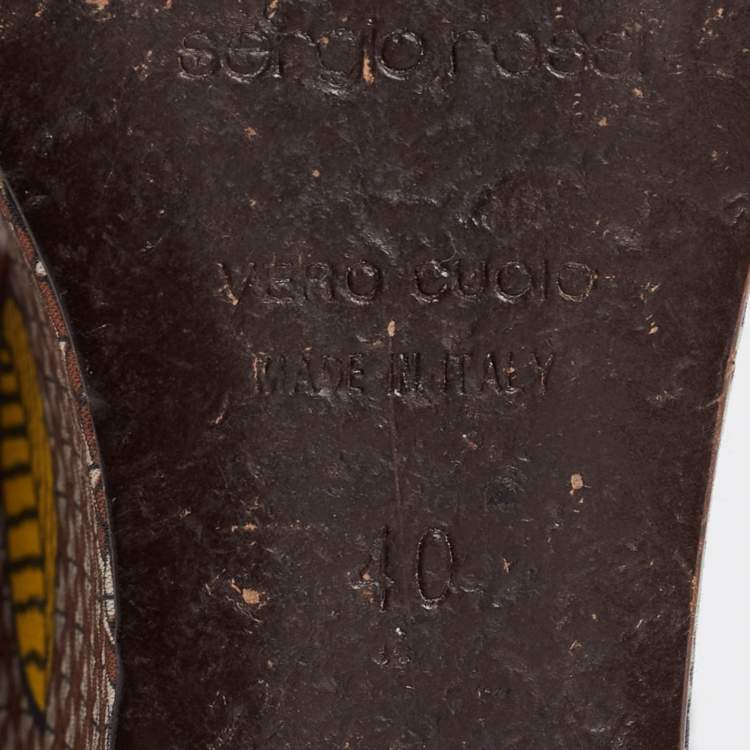 sergio rossi
VERO CUOIO
MADE IN ITALY
40